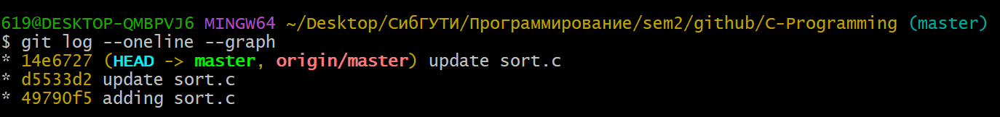 619@DESKTOP-QMBPVJ6 MINGW64 ~/Desktop/СибГУТИ/Программирование/sem2/github/C-Programming (master)
$ git log --oneline --graph
* 14e6727 (HEAD -> master, origin/master) update sort.c
* d5533d2 update sort.c
* 49790f5 adding sort.c